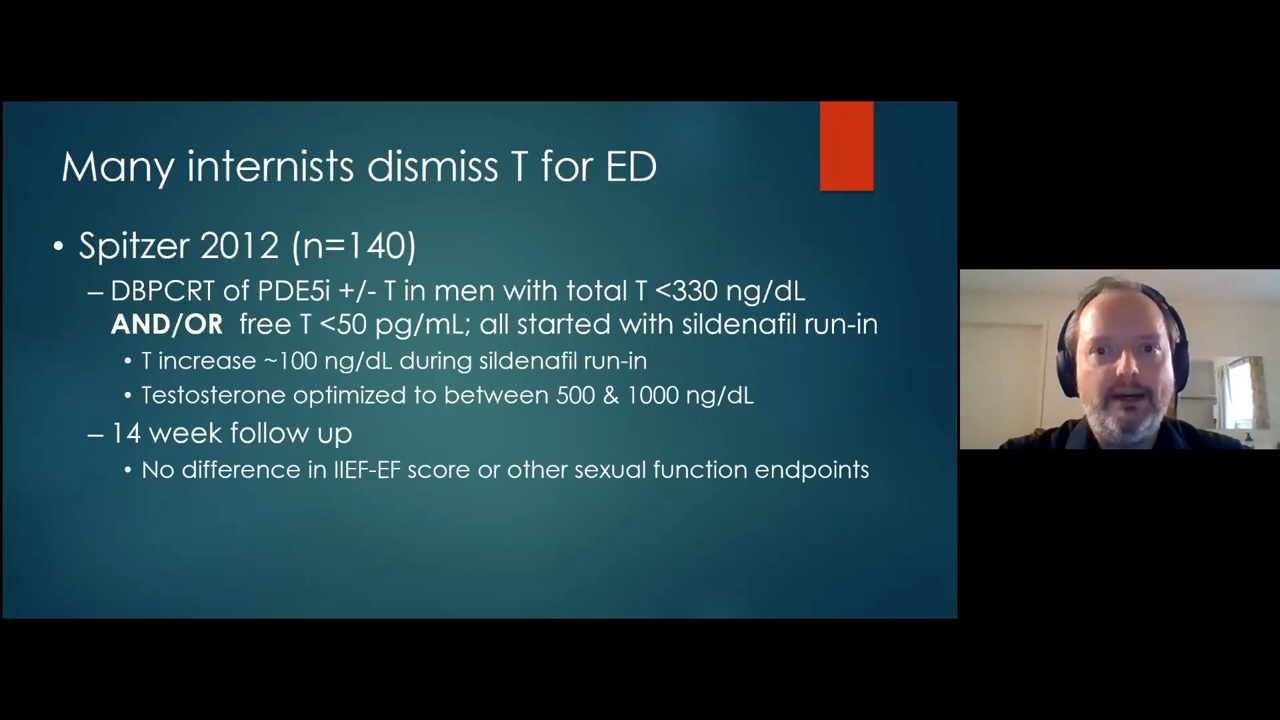 Many internists dismiss T for ED
• Spitzer 2012 (n=140)
– DBPCRT of PDE5i +/- T in men with total T <330 ng/dL
AND/OR free T <50 pg/mL; all started with sildenafil run-in
• T increase ~100 ng/dL during sildenafil run-in
• Testosterone optimized to between 500 & 1000 ng/dL
– 14 week follow up
• No difference in IIEF-EF score or other sexual function endpoints